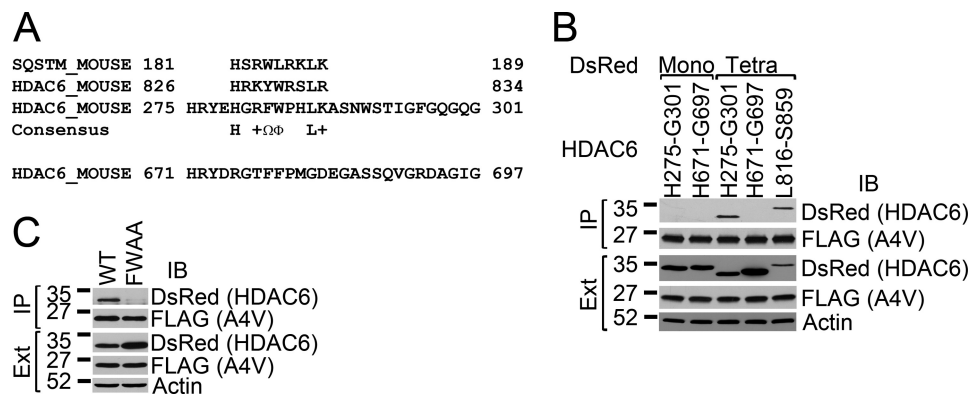 A
SQSTM_MOUSE 181 HSRWLRKLK 189
HDAC6_MOUSE 826 HRKYWRSLR 834
HDAC6_MOUSE 275 HRYEHGRFWPHLKASNWSTIGFGQGQG 301
Consensus H +ΩΦ L+
HDAC6_MOUSE 671 HRYDRGTFFPMGDEGASSQVGRDAGIG 697
B
DsRed Mono Tetra
HDAC6 H275-G301 H671-G697 H275-G301 H671-G697 L816-S859
IB
IP 35 DsRed (HDAC6)
27 FLAG (A4V)
Ext 35 DsRed (HDAC6)
27 FLAG (A4V)
52 Actin
C
WT FWAA IB
IP 35 DsRed (HDAC6)
27 FLAG (A4V)
Ext 35 DsRed (HDAC6)
27 FLAG (A4V)
52 Actin